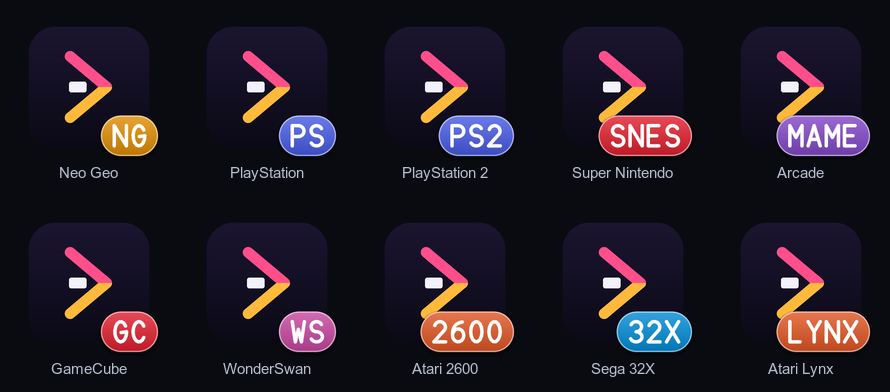 NG PS PS2 SNES MAME
Neo Geo PlayStation PlayStation 2 Super Nintendo Arcade
GC WS 2600 32X LYNX
GameCube WonderSwan Atari 2600 Sega 32X Atari Lynx